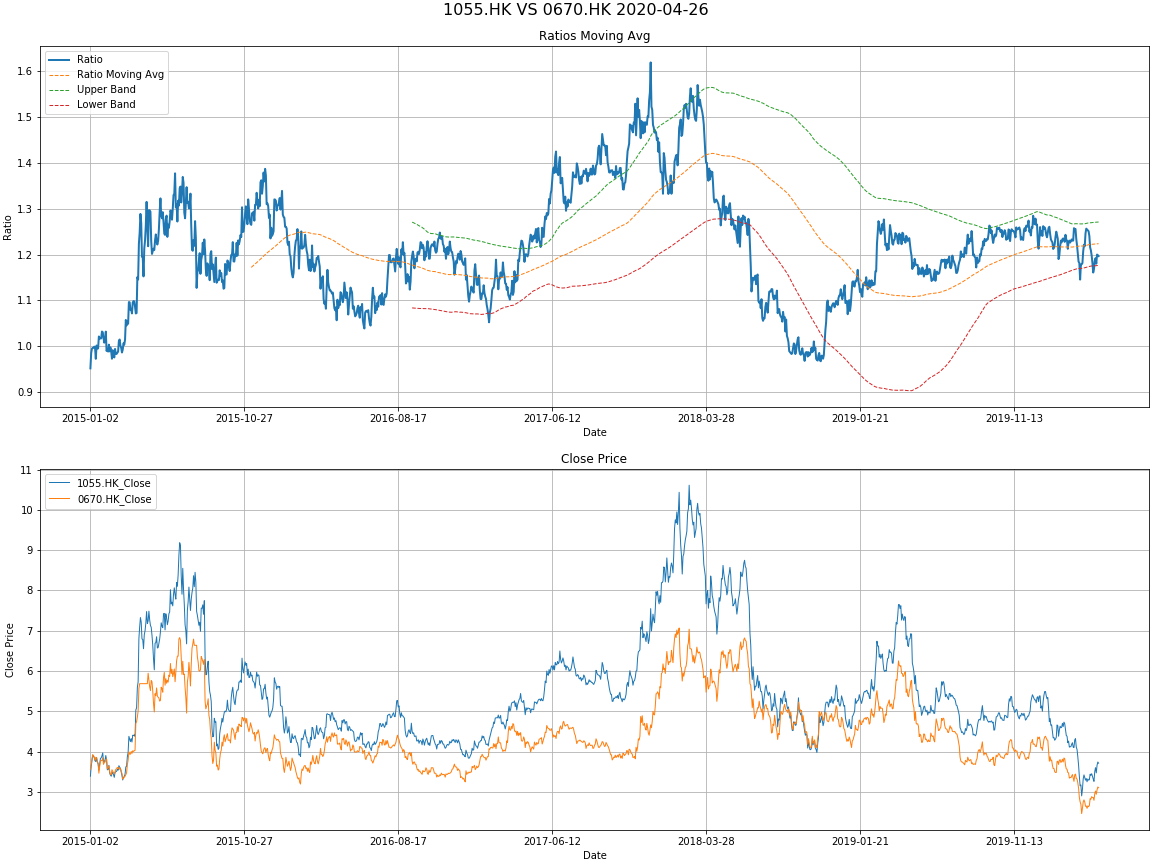 1055.HK VS 0670.HK 2020-04-26
Ratios Moving Avg
Ratio
Ratio Moving Avg
Upper Band
Lower Band
1.6
1.5
1.4
1.3
1.2
1.1
1.0
0.9
Ratio
2015-01-02 2015-10-27 2016-08-17 2017-06-12 2018-03-28 2019-01-21 2019-11-13
Date
Close Price
1055.HK_Close
0670.HK_Close
11
10
9
8
7
6
5
4
3
Close Price
2015-01-02 2015-10-27 2016-08-17 2017-06-12 2018-03-28 2019-01-21 2019-11-13
Date